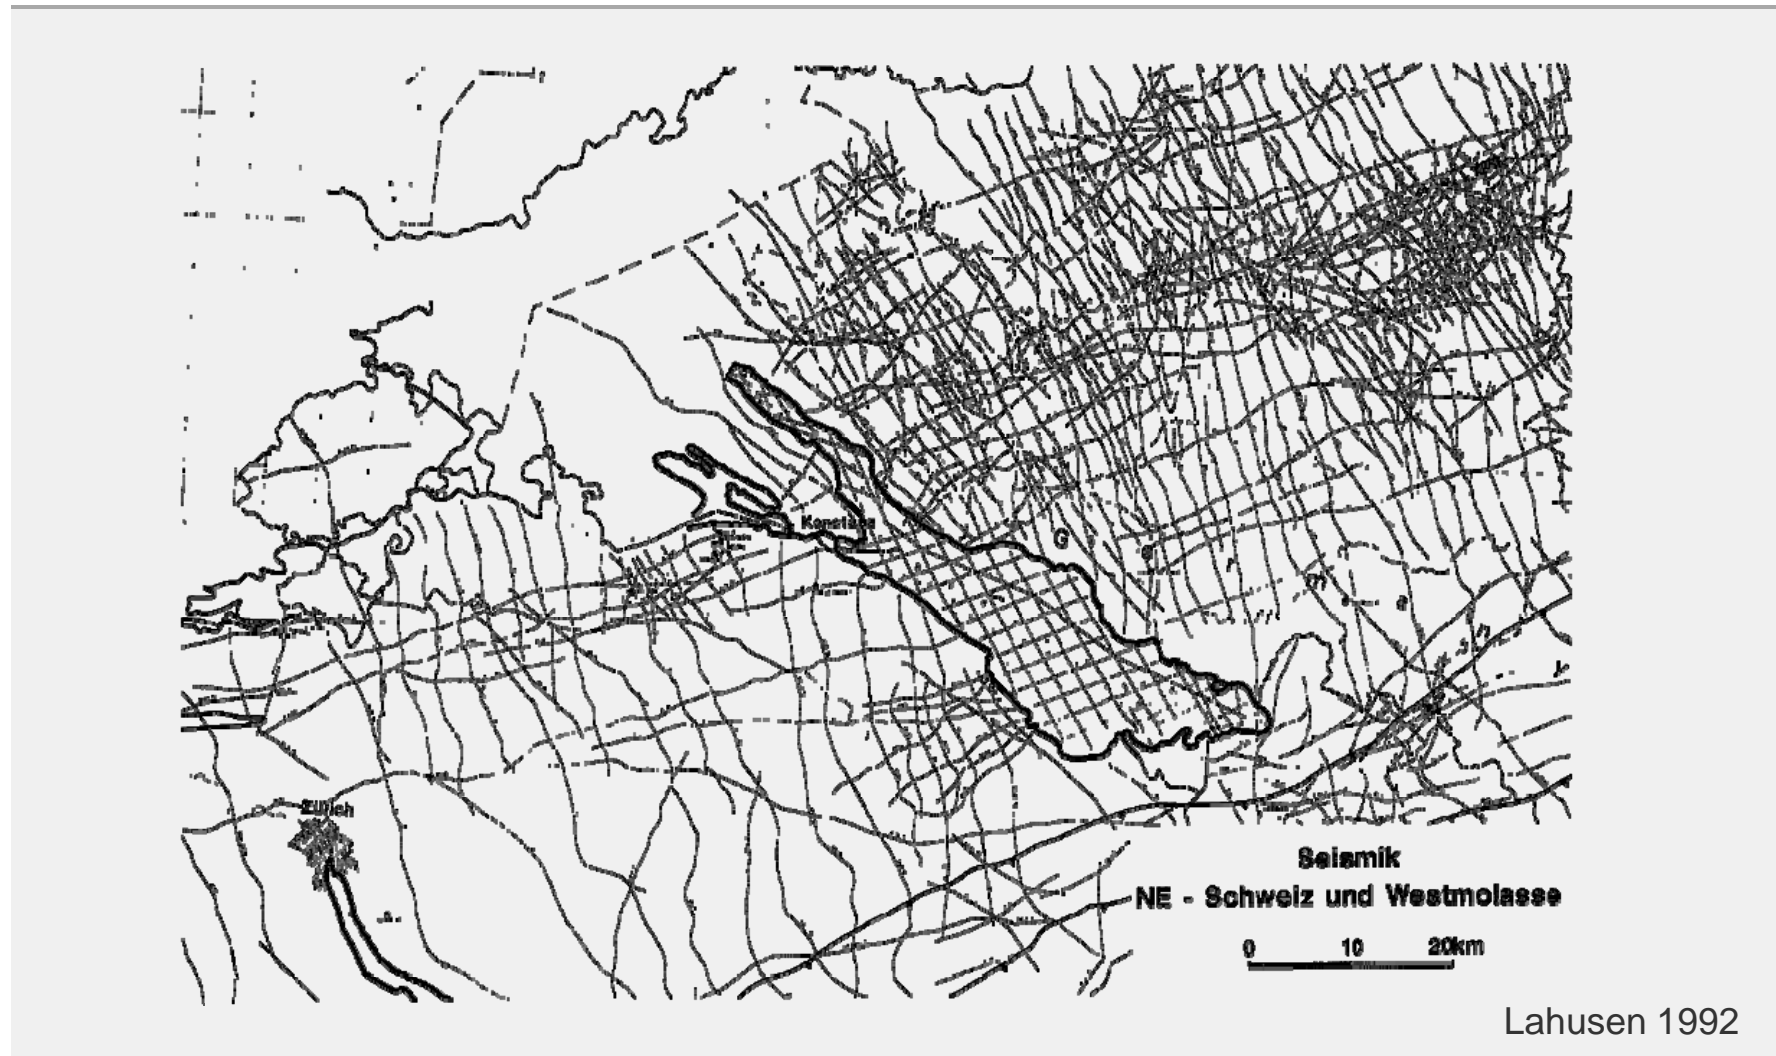 Konstanz
G
e
r
m
a
n
y
Zürich
Seismik
NE - Schweiz und Westmolasse
0 10 20km
Lahusen 1992